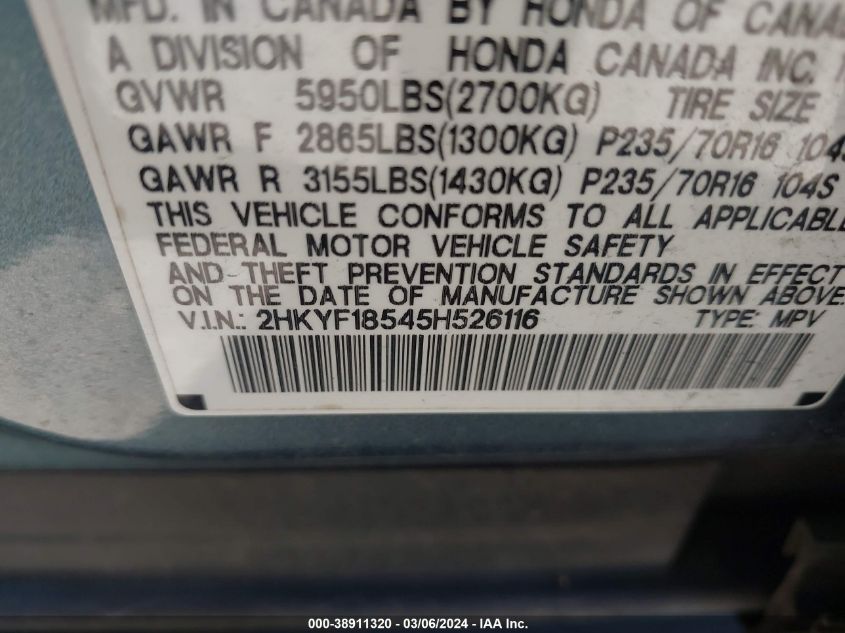 MFD. IN CANADA BY HONDA OF CANADA
A DIVISION OF HONDA CANADA INC.
GVWR 5950LBS(2700KG) TIRE SIZE
GAWR F 2865LBS(1300KG) P235/70R16 104S
GAWR R 3155LBS(1430KG) P235/70R16 104S
THIS VEHICLE CONFORMS TO ALL APPLICABLE
FEDERAL MOTOR VEHICLE SAFETY
AND THEFT PREVENTION STANDARDS IN EFFECT
ON THE DATE OF MANUFACTURE SHOWN ABOVE.
V.I.N.: 2HKYF18545H526116 TYPE: MPV
000-38911320 — 03/06/2024 — IAA Inc.